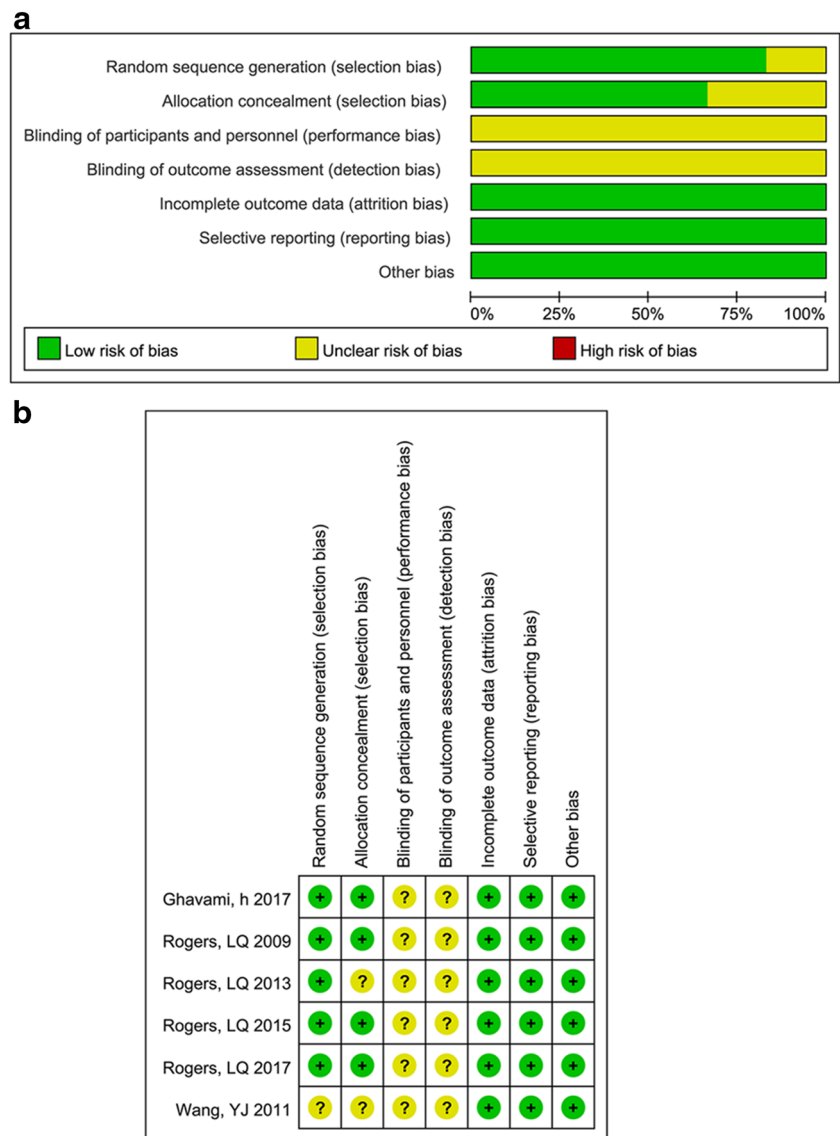 a
Random sequence generation (selection bias)
Allocation concealment (selection bias)
Blinding of participants and personnel (performance bias)
Blinding of outcome assessment (detection bias)
Incomplete outcome data (attrition bias)
Selective reporting (reporting bias)
Other bias
0% 25% 50% 75% 100%
Low risk of bias Unclear risk of bias High risk of bias
b
Random sequence generation (selection bias)
Allocation concealment (selection bias)
Blinding of participants and personnel (performance bias)
Blinding of outcome assessment (detection bias)
Incomplete outcome data (attrition bias)
Selective reporting (reporting bias)
Other bias
Ghavami, h 2017 + + ? ? + + +
Rogers, LQ 2009 + + ? ? + + +
Rogers, LQ 2013 + ? ? ? + + +
Rogers, LQ 2015 + + ? ? + + +
Rogers, LQ 2017 + + ? ? + + +
Wang, YJ 2011 ? ? ? ? + + +